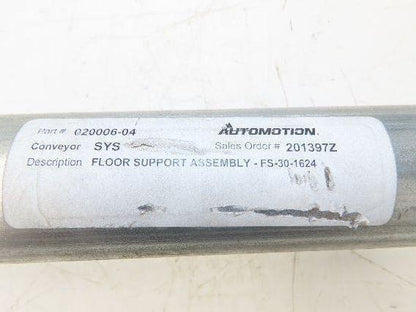 Part # 020006-04 AUTOMOTION
Conveyor SYS Sales Order # 201397Z
Description FLOOR SUPPORT ASSEMBLY - FS-30-1624